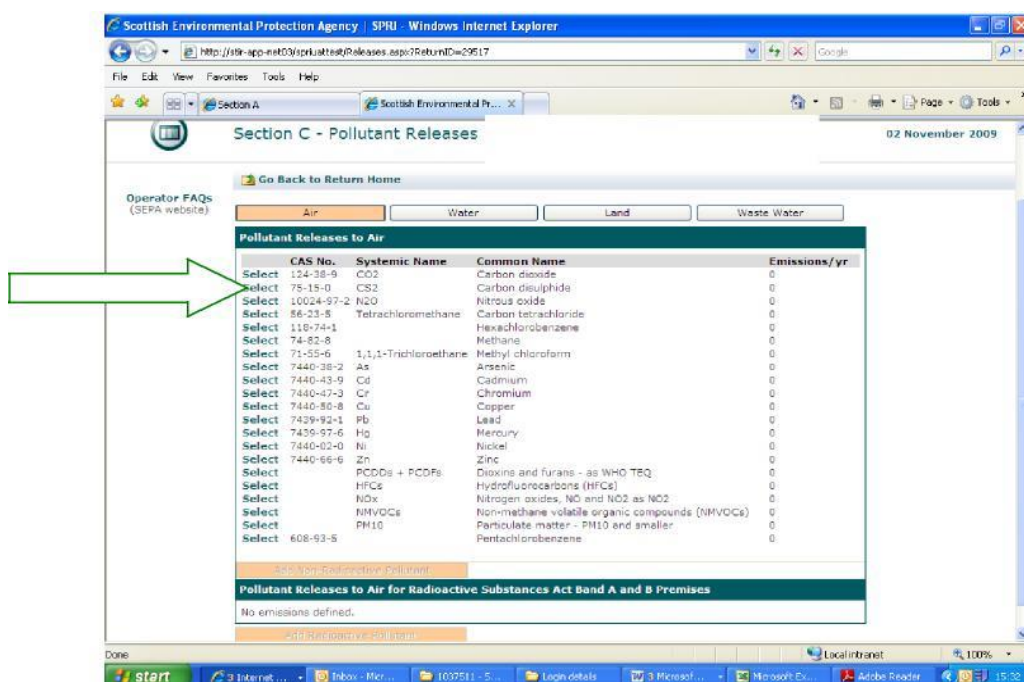 Scottish Environmental Protection Agency | SPRI - Windows Internet Explorer
http://stir-app-net03/spriuattest/Releases.aspx?ReturnID=29517
Google
File Edit View Favorites Tools Help
Section A
Scottish Environmental Pr...
Page
Tools
Section C - Pollutant Releases
02 November 2009
Go Back to Return Home
Operator FAQs
(SEPA website)
Air Water Land Waste Water
Pollutant Releases to Air
CAS No. Systemic Name Common Name Emissions/yr
Select 124-38-9 CO2 Carbon dioxide 0
Select 75-15-0 CS2 Carbon disulphide 0
Select 10024-97-2 N2O Nitrous oxide 0
Select 56-23-5 Tetrachloromethane Carbon tetrachloride 0
Select 118-74-1 Hexachlorobenzene 0
Select 74-82-8 Methane 0
Select 71-55-6 1,1,1-Trichloroethane Methyl chloroform 0
Select 7440-38-2 As Arsenic 0
Select 7440-43-9 Cd Cadmium 0
Select 7440-47-3 Cr Chromium 0
Select 7440-50-8 Cu Copper 0
Select 7439-92-1 Pb Lead 0
Select 7439-97-6 Hg Mercury 0
Select 7440-02-0 Ni Nickel 0
Select 7440-66-6 Zn Zinc 0
Select PCDDs + PCDFs Dioxins and furans - as WHO TEQ 0
Select HFCs Hydrofluorocarbons (HFCs) 0
Select NOx Nitrogen oxides, NO and NO2 as NO2 0
Select NMVOCs Non-methane volatile organic compounds (NMVOCs) 0
Select PM10 Particulate matter - PM10 and smaller 0
Select 608-93-5 Pentachlorobenzene 0
Add Non-Radioactive Pollutant
Pollutant Releases to Air for Radioactive Substances Act Band A and B Premises
No emissions defined.
Add Radioactive Pollutant
Done
Local intranet
100%
start
3 Internet ...
Inbox - Micr...
1037511 - S...
Login details
3 Microsof...
Microsoft Ex...
Adobe Reader
15:32